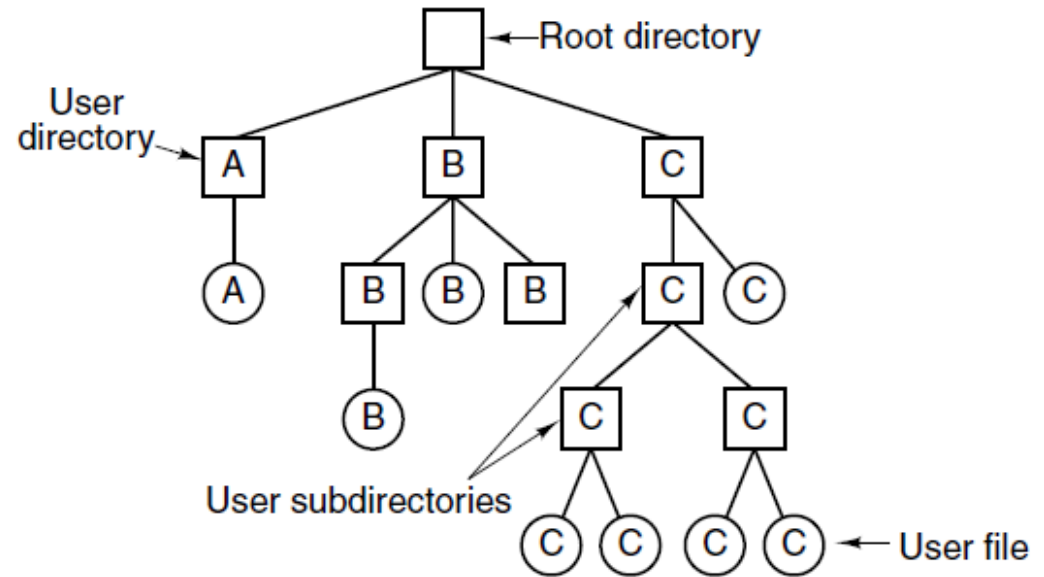 Root directory
User
directory
A B C
A B B B C C
B C C
User subdirectories
C C C C
User file